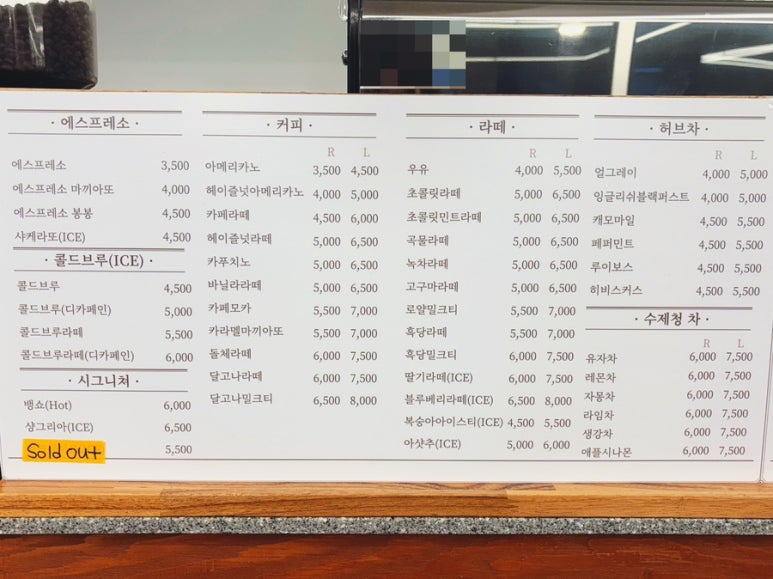 · 에스프레소 ·
에스프레소 3,500
에스프레소 마끼아또 4,000
에스프레소 봉봉 4,500
샤케라또(ICE) 4,500
· 콜드브루(ICE) ·
콜드브루 4,500
콜드브루(디카페인) 5,000
콜드브루라떼 5,500
콜드브루라떼(디카페인) 6,000
· 시그니쳐 ·
뱅쇼(Hot) 6,000
샹그리아(ICE) 6,500
Sold out 5,500
· 커피 ·
R L
아메리카노 3,500 4,500
헤이즐넛아메리카노 4,000 5,000
카페라떼 4,500 6,000
헤이즐넛라떼 5,000 6,500
카푸치노 5,000 6,500
바닐라라떼 5,000 6,500
카페모카 5,500 7,000
카라멜마끼아또 5,500 7,000
돌체라떼 6,000 7,500
달고나라떼 6,000 7,500
달고나밀크티 6,500 8,000
· 라떼 ·
R L
우유 4,000 5,500
초콜릿라떼 5,000 6,500
초콜릿민트라떼 5,000 6,500
곡물라떼 5,000 6,500
녹차라떼 5,000 6,500
고구마라떼 5,000 6,500
로얄밀크티 5,500 7,000
흑당라떼 5,500 7,000
흑당밀크티 6,000 7,500
딸기라떼(ICE) 6,000 7,500
블루베리라떼(ICE) 6,500 8,000
복숭아아이스티(ICE) 4,500 5,500
아샷추(ICE) 5,000 6,000
· 허브차 ·
R L
얼그레이 4,000 5,000
잉글리쉬블랙퍼스트 4,000 5,000
캐모마일 4,500 5,500
페퍼민트 4,500 5,500
루이보스 4,500 5,500
히비스커스 4,500 5,500
· 수제청 차 ·
R L
유자차 6,000 7,500
레몬차 6,000 7,500
자몽차 6,000 7,500
라임차 6,000 7,500
생강차 6,000 7,500
애플시나몬 6,000 7,500